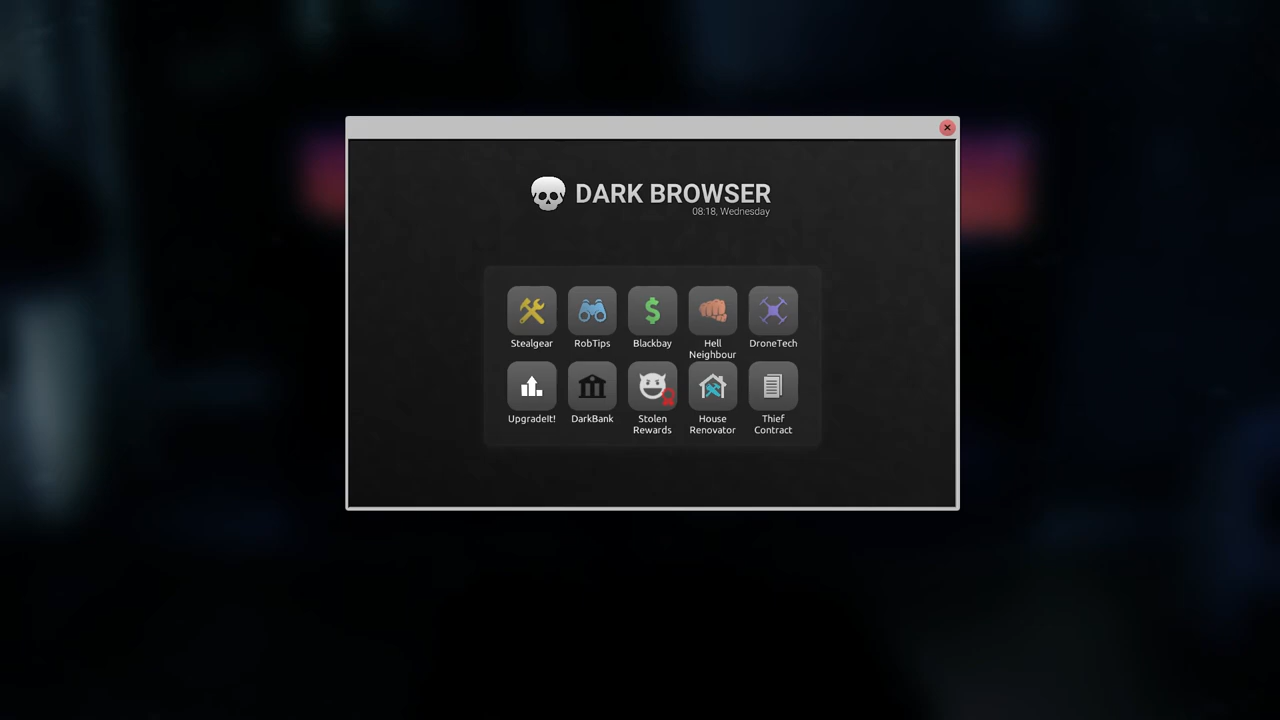 DARK BROWSER
08:18, Wednesday
Stealgear
RobTips
Blackbay
Hell
Neighbour
DroneTech
UpgradeIt!
DarkBank
Stolen
Rewards
House
Renovator
Thief
Contract